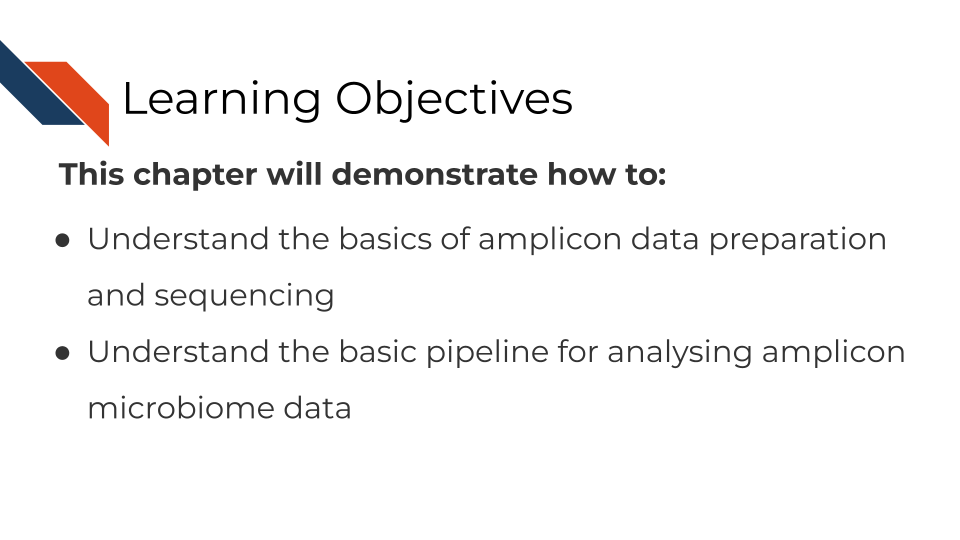 Learning Objectives
This chapter will demonstrate how to:
● Understand the basics of amplicon data preparation
and sequencing
● Understand the basic pipeline for analysing amplicon
microbiome data